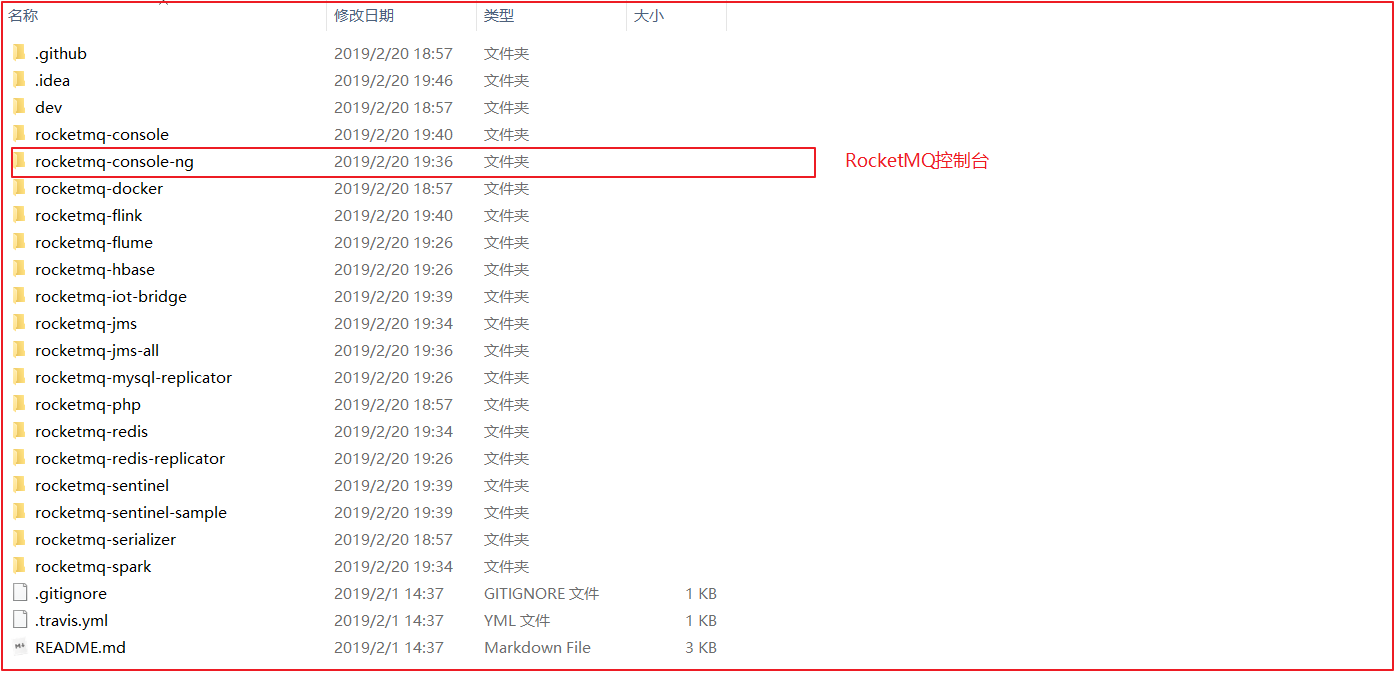 名称 修改日期 类型 大小
.github 2019/2/20 18:57 文件夹
.idea 2019/2/20 19:46 文件夹
dev 2019/2/20 18:57 文件夹
rocketmq-console 2019/2/20 19:40 文件夹
rocketmq-console-ng 2019/2/20 19:36 文件夹 RocketMQ控制台
rocketmq-docker 2019/2/20 18:57 文件夹
rocketmq-flink 2019/2/20 19:40 文件夹
rocketmq-flume 2019/2/20 19:26 文件夹
rocketmq-hbase 2019/2/20 19:26 文件夹
rocketmq-iot-bridge 2019/2/20 19:39 文件夹
rocketmq-jms 2019/2/20 19:34 文件夹
rocketmq-jms-all 2019/2/20 19:36 文件夹
rocketmq-mysql-replicator 2019/2/20 19:26 文件夹
rocketmq-php 2019/2/20 18:57 文件夹
rocketmq-redis 2019/2/20 19:34 文件夹
rocketmq-redis-replicator 2019/2/20 19:26 文件夹
rocketmq-sentinel 2019/2/20 19:39 文件夹
rocketmq-sentinel-sample 2019/2/20 19:39 文件夹
rocketmq-serializer 2019/2/20 18:57 文件夹
rocketmq-spark 2019/2/20 19:34 文件夹
.gitignore 2019/2/1 14:37 GITIGNORE 文件 1 KB
.travis.yml 2019/2/1 14:37 YML 文件 1 KB
README.md 2019/2/1 14:37 Markdown File 3 KB